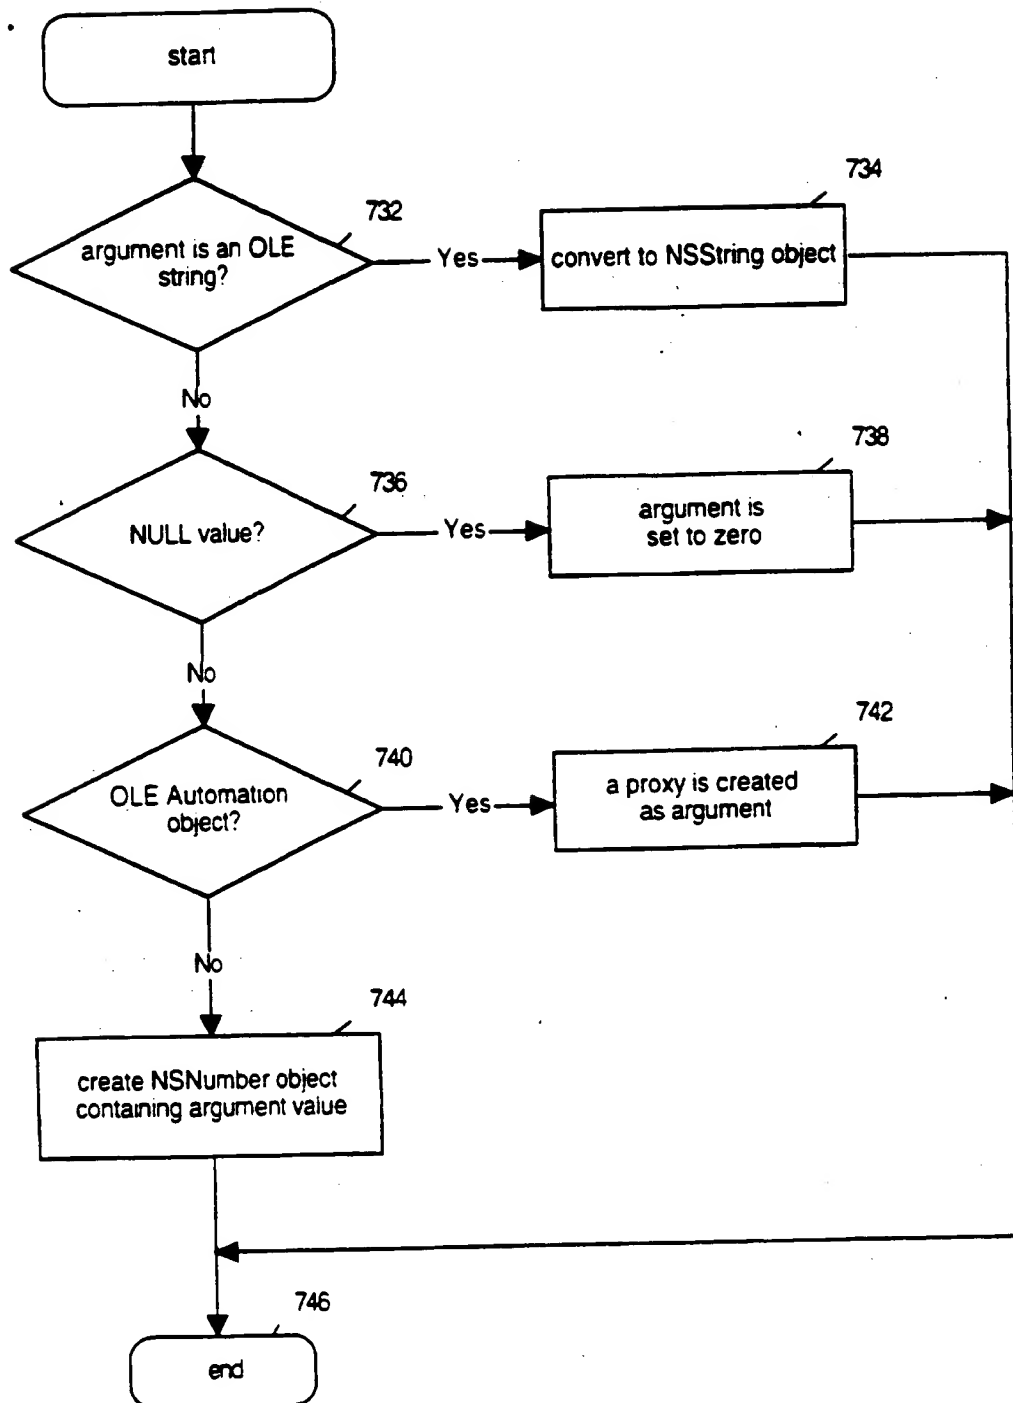 start
732
argument is an OLE
string?
Yes
734
convert to NSString object
No
736
NULL value?
Yes
738
argument is
set to zero
No
740
OLE Automation
object?
Yes
742
a proxy is created
as argument
No
744
create NSNumber object
containing argument value
746
end